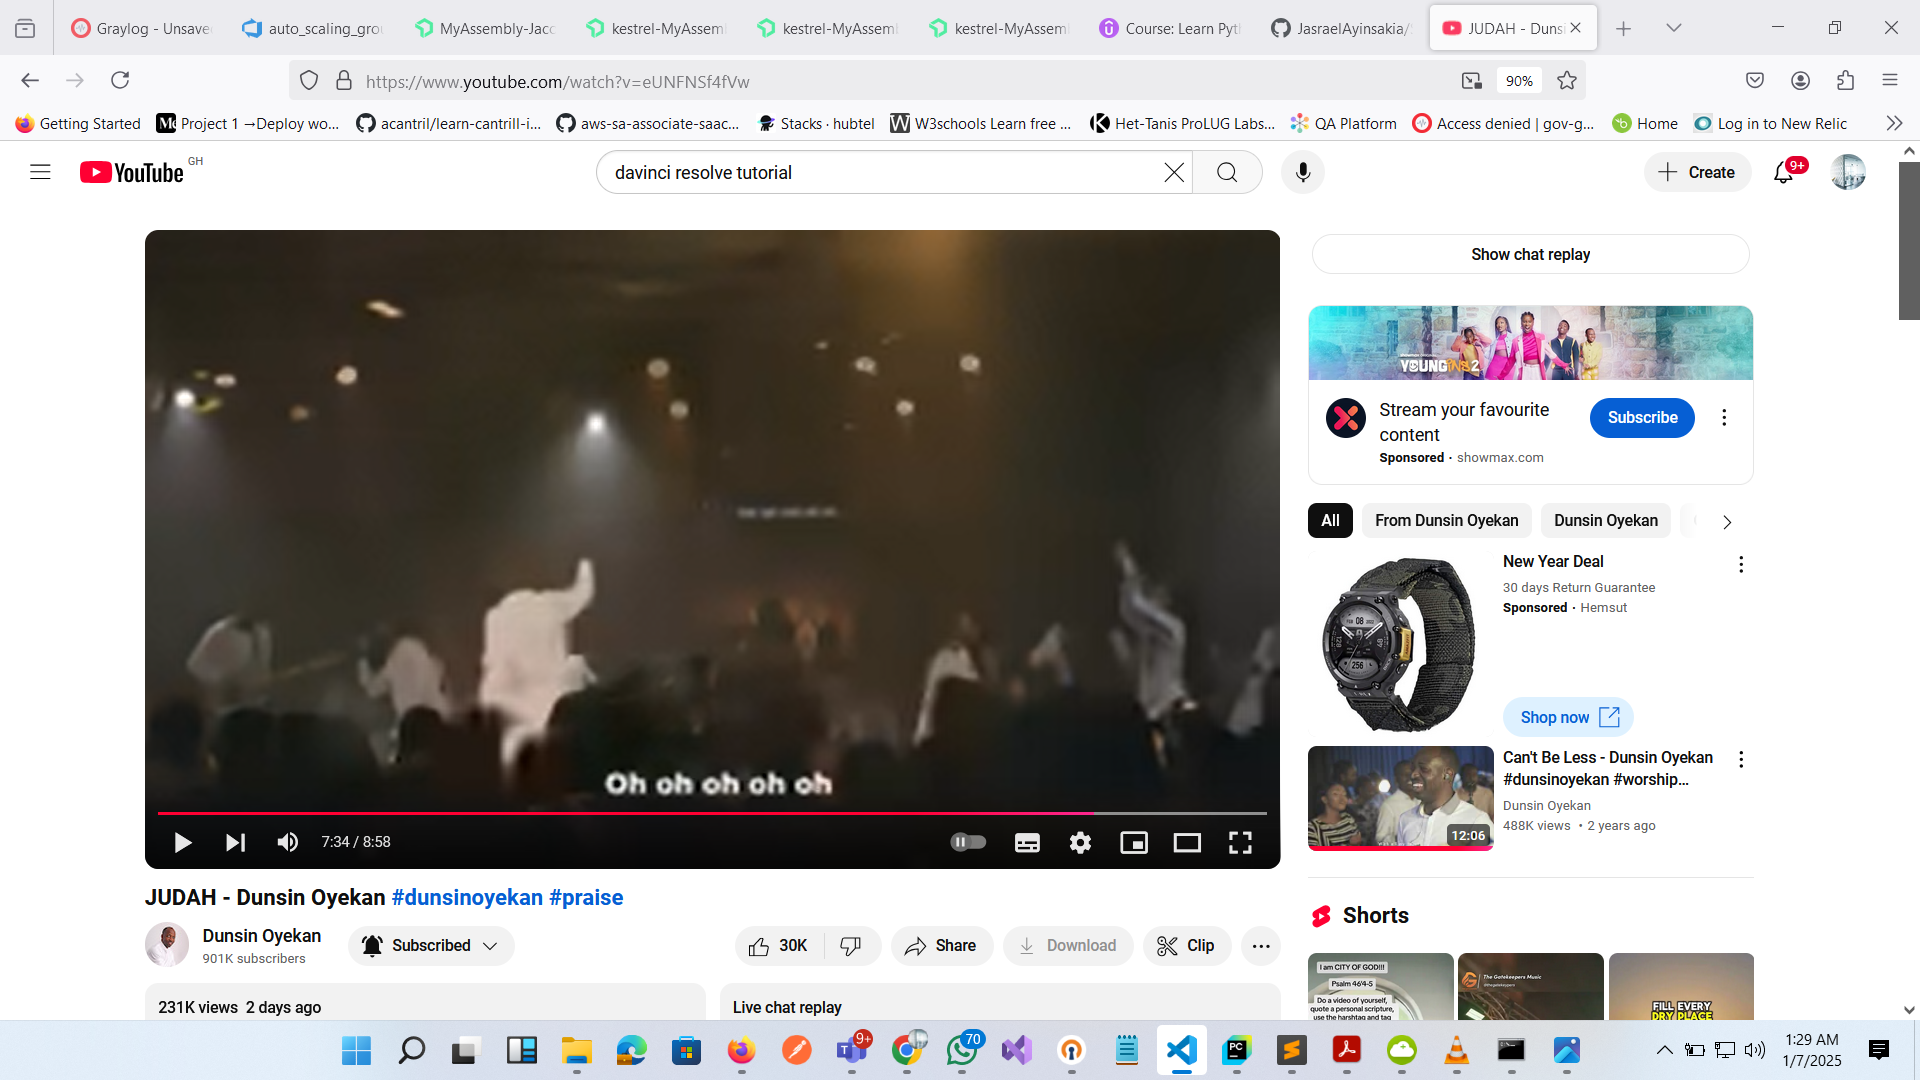 Graylog - Unsave
auto_scaling_grou
MyAssembly-Jacc
kestrel-MyAssem
kestrel-MyAssemb
kestrel-MyAssem
Course: Learn Pyt
JasraelAyinsakia/
JUDAH - Dunsi
https://www.youtube.com/watch?v=eUNFNSf4fVw
90%
Getting Started
Project 1 →Deploy wo...
acantril/learn-cantrill-i...
aws-sa-associate-saac...
Stacks · hubtel
W3schools Learn free ...
Het-Tanis ProLUG Labs...
QA Platform
Access denied | gov-g...
Home
Log in to New Relic
YouTube GH
davinci resolve tutorial
Create
9+
Show chat replay
YOUNGINS 2
Stream your favourite
content
Sponsored · showmax.com
Subscribe
All
From Dunsin Oyekan
Dunsin Oyekan
New Year Deal
30 days Return Guarantee
Sponsored · Hemsut
Shop now
Oh oh oh oh oh
7:34 / 8:58
Can't Be Less - Dunsin Oyekan
#dunsinoyekan #worship...
Dunsin Oyekan
488K views • 2 years ago
12:06
JUDAH - Dunsin Oyekan #dunsinoyekan #praise
Dunsin Oyekan
901K subscribers
Subscribed
30K
Share
Download
Clip
231K views 2 days ago
Live chat replay
Shorts
I am CITY OF GOD!!!
Psalm 46'4-5
Do a video of yourself,
quote a personal scripture,
use the harshtag and tag
The Gatekeepers Music
FILL EVERY
DRY PLACE
9+
70
1:29 AM
1/7/2025